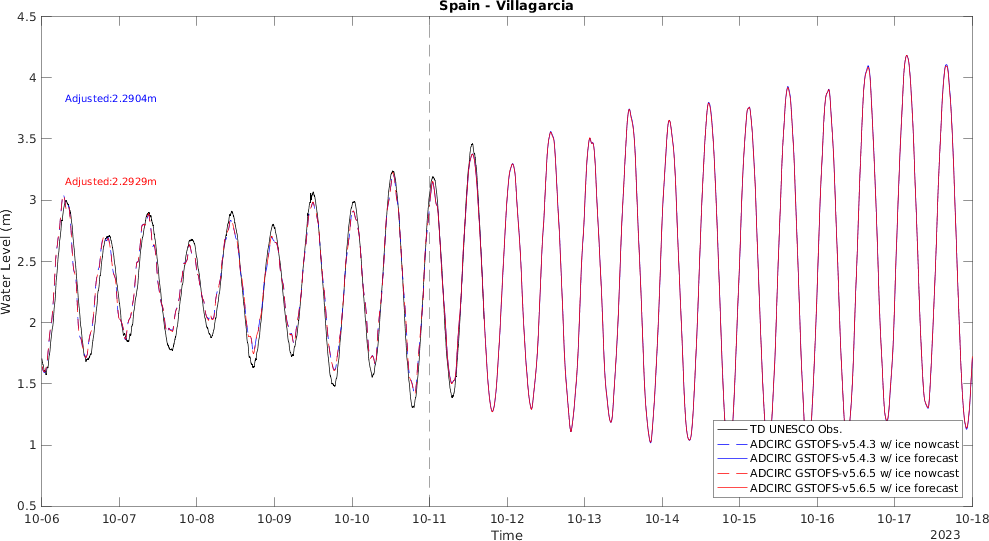 Spain - Villagarcia
4.5
4
3.5
3
2.5
2
1.5
1
0.5
Water Level (m)
Adjusted:2.2904m
Adjusted:2.2929m
TD UNESCO Obs.
ADCIRC GSTOFS-v5.4.3 w/ ice nowcast
ADCIRC GSTOFS-v5.4.3 w/ ice forecast
ADCIRC GSTOFS-v5.6.5 w/ ice nowcast
ADCIRC GSTOFS-v5.6.5 w/ ice forecast
10-06 10-07 10-08 10-09 10-10 10-11 10-12 10-13 10-14 10-15 10-16 10-17 10-18
Time
2023